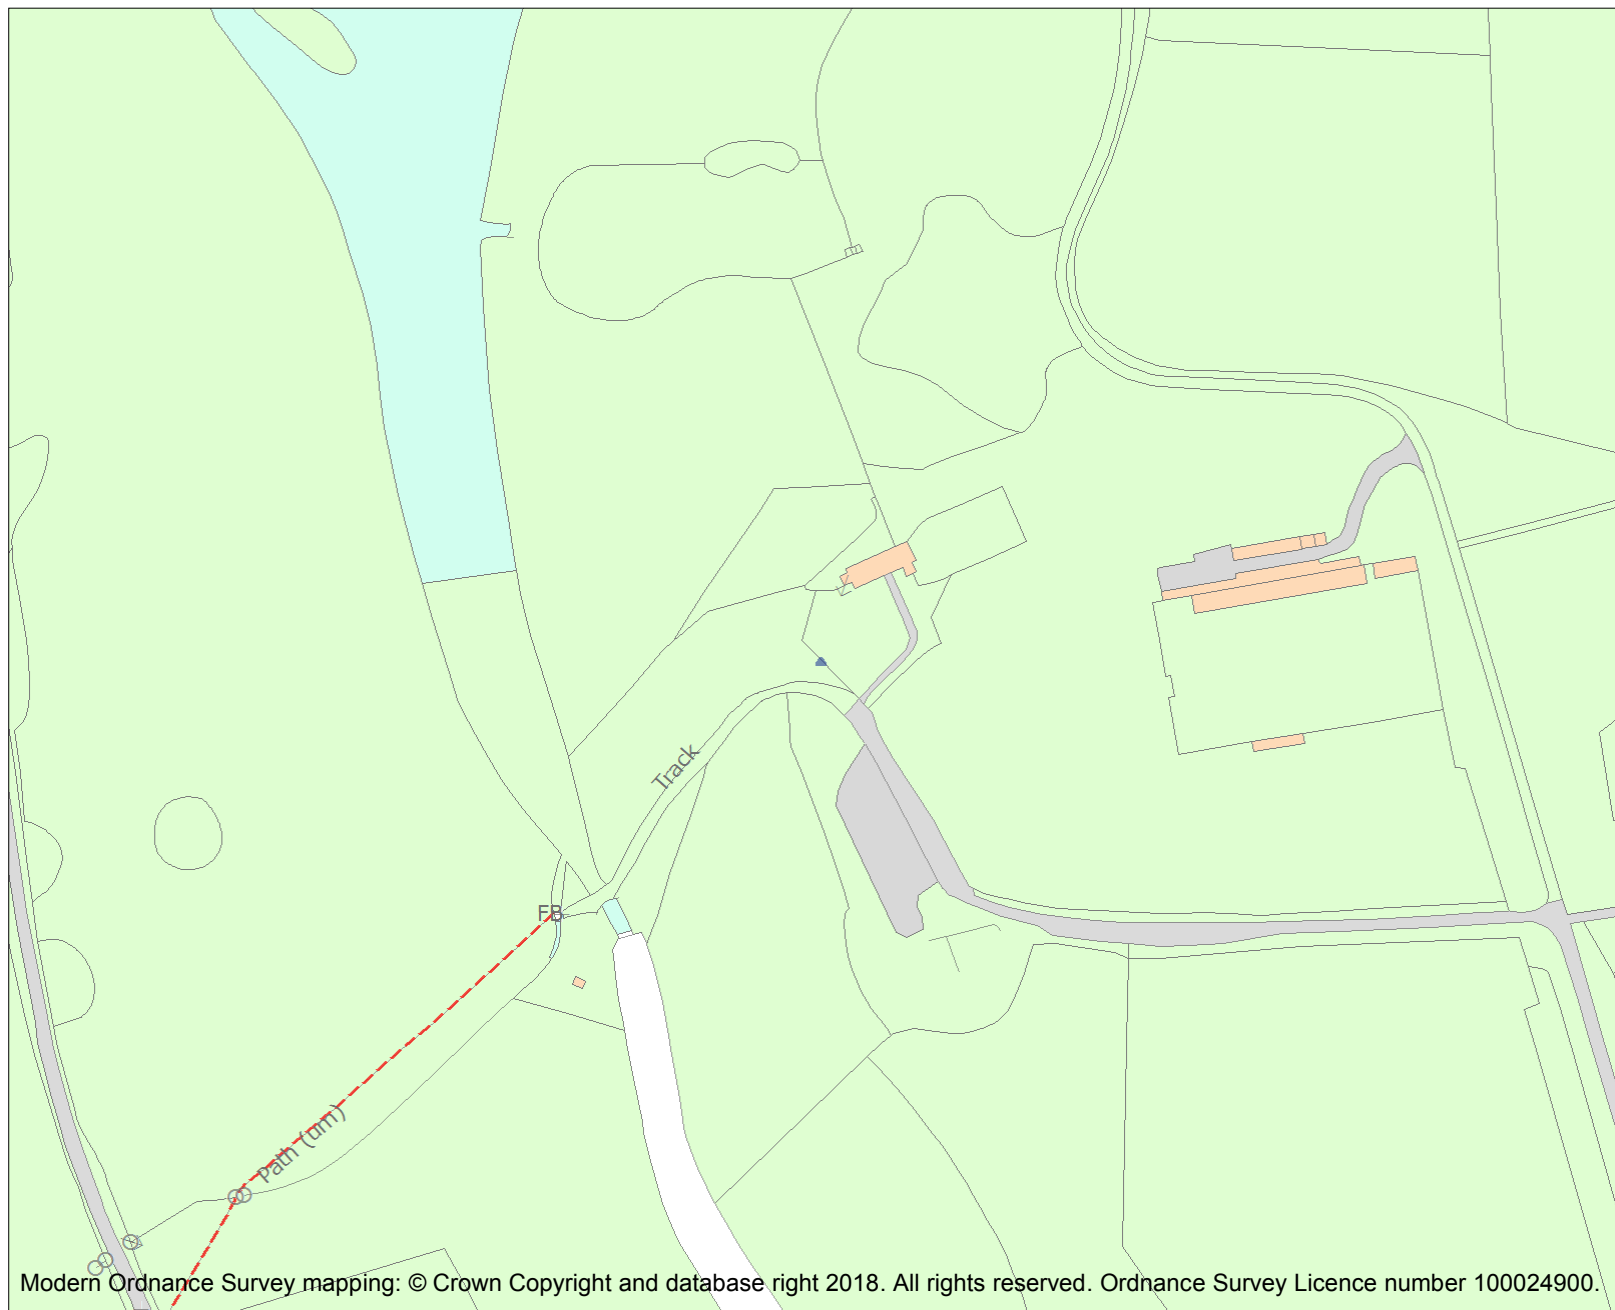 Track
FB
Path (um)
Modern Ordnance Survey mapping: © Crown Copyright and database right 2018. All rights reserved. Ordnance Survey Licence number 100024900.